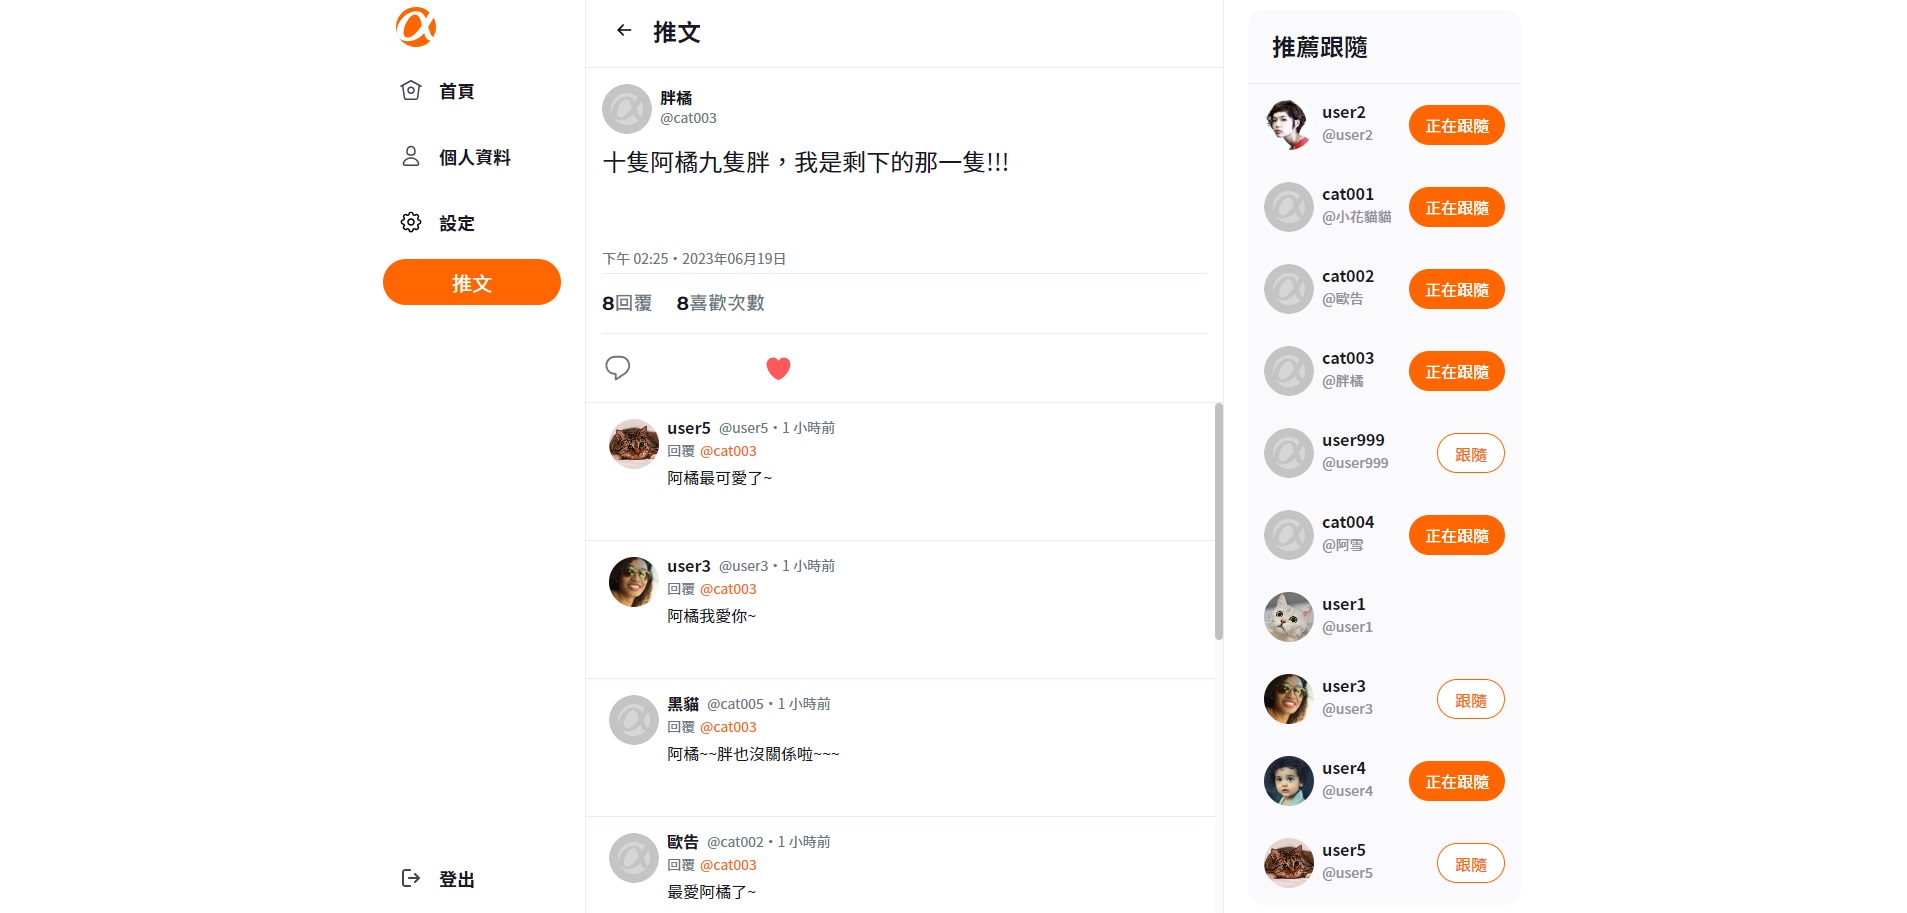 首頁
個人資料
設定
推文
登出
推文
胖橘
@cat003
十隻阿橘九隻胖，我是剩下的那一隻!!!
下午 02:25・2023年06月19日
8回覆 8喜歡次數
user5 @user5・1 小時前
回覆 @cat003
阿橘最可愛了~
user3 @user3・1 小時前
回覆 @cat003
阿橘我愛你~
黑貓 @cat005・1 小時前
回覆 @cat003
阿橘~~胖也沒關係啦~~~
歐告 @cat002・1 小時前
回覆 @cat003
最愛阿橘了~
推薦跟隨
user2
@user2
正在跟隨
cat001
@小花貓貓
正在跟隨
cat002
@歐告
正在跟隨
cat003
@胖橘
正在跟隨
user999
@user999
跟隨
cat004
@阿雪
正在跟隨
user1
@user1
user3
@user3
跟隨
user4
@user4
正在跟隨
user5
@user5
跟隨